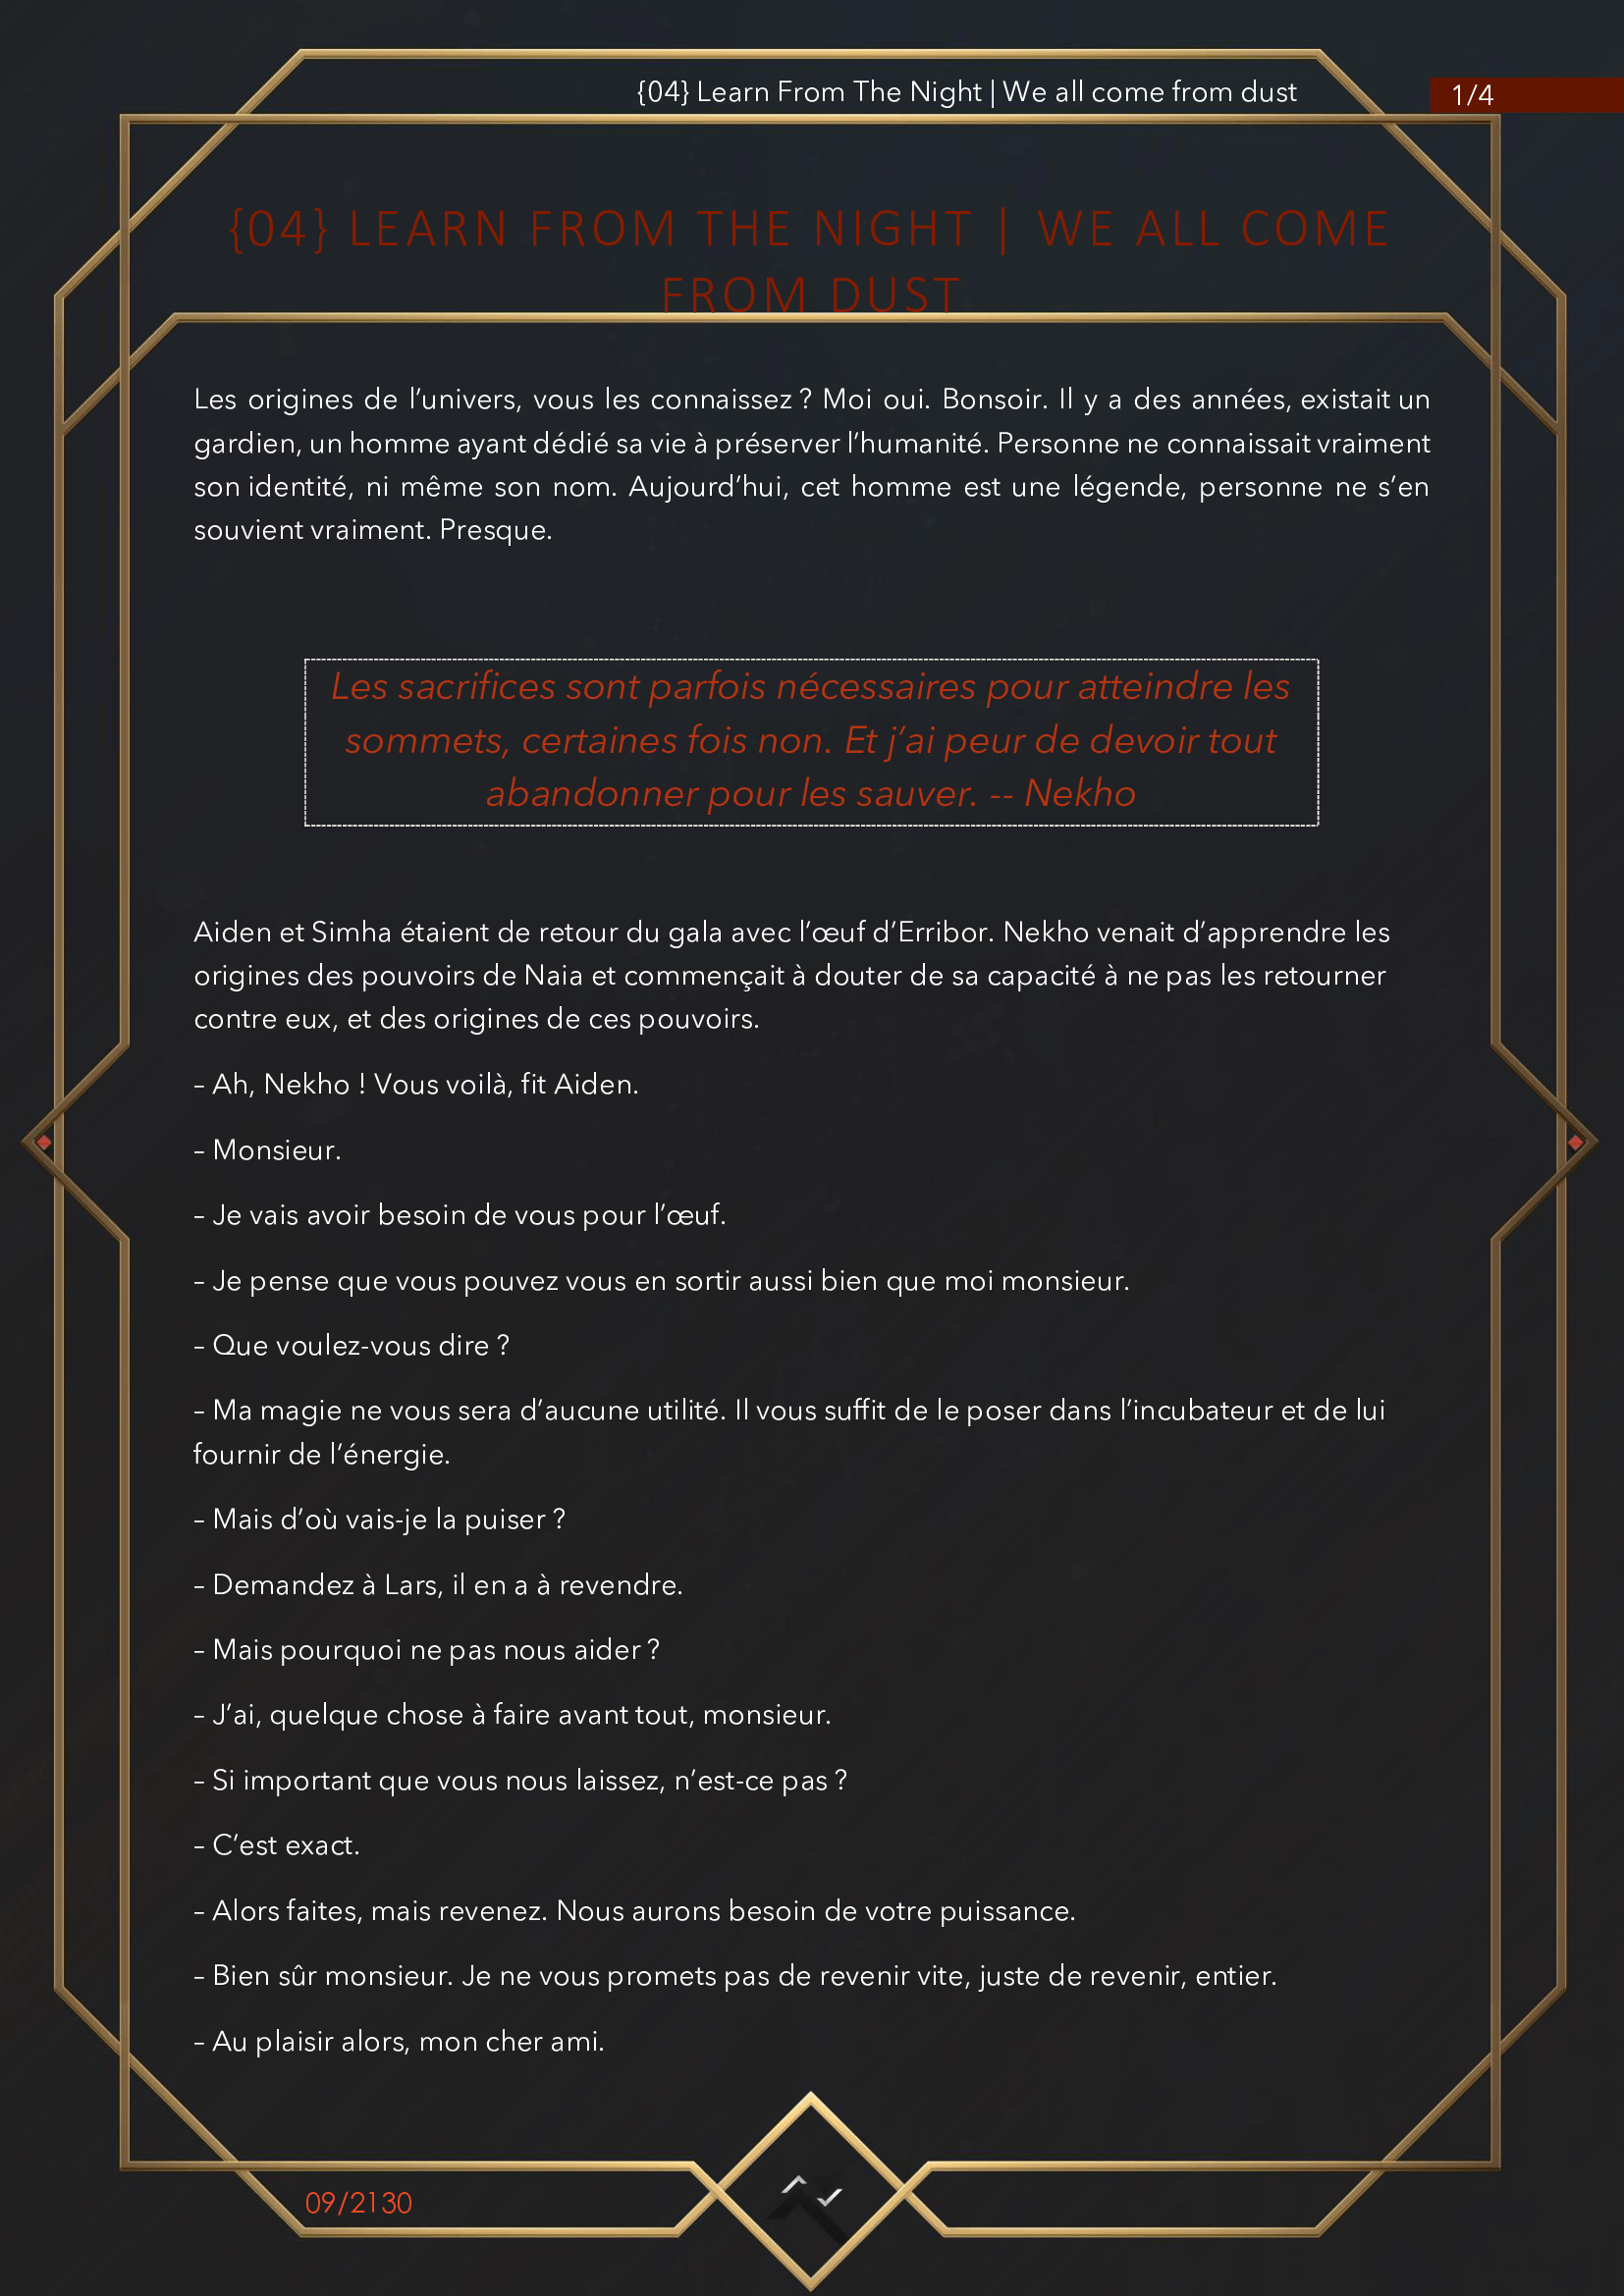 {04} Learn From The Night | We all come from dust
1/4
{04} LEARN FROM THE NIGHT | WE ALL COME
FROM DUST
Les origines de l’univers, vous les connaissez ? Moi oui. Bonsoir. Il y a des années, existait un
gardien, un homme ayant dédié sa vie à préserver l’humanité. Personne ne connaissait vraiment
son identité, ni même son nom. Aujourd’hui, cet homme est une légende, personne ne s’en
souvient vraiment. Presque.
Les sacrifices sont parfois nécessaires pour atteindre les
sommets, certaines fois non. Et j’ai peur de devoir tout
abandonner pour les sauver. -- Nekho
Aiden et Simha étaient de retour du gala avec l’œuf d’Erribor. Nekho venait d’apprendre les
origines des pouvoirs de Naia et commençait à douter de sa capacité à ne pas les retourner
contre eux, et des origines de ces pouvoirs.
– Ah, Nekho ! Vous voilà, fit Aiden.
– Monsieur.
– Je vais avoir besoin de vous pour l’œuf.
– Je pense que vous pouvez vous en sortir aussi bien que moi monsieur.
– Que voulez-vous dire ?
– Ma magie ne vous sera d’aucune utilité. Il vous suffit de le poser dans l’incubateur et de lui
fournir de l’énergie.
– Mais d’où vais-je la puiser ?
– Demandez à Lars, il en a à revendre.
– Mais pourquoi ne pas nous aider ?
– J’ai, quelque chose à faire avant tout, monsieur.
– Si important que vous nous laissez, n’est-ce pas ?
– C’est exact.
– Alors faites, mais revenez. Nous aurons besoin de votre puissance.
– Bien sûr monsieur. Je ne vous promets pas de revenir vite, juste de revenir, entier.
– Au plaisir alors, mon cher ami.
09/2130